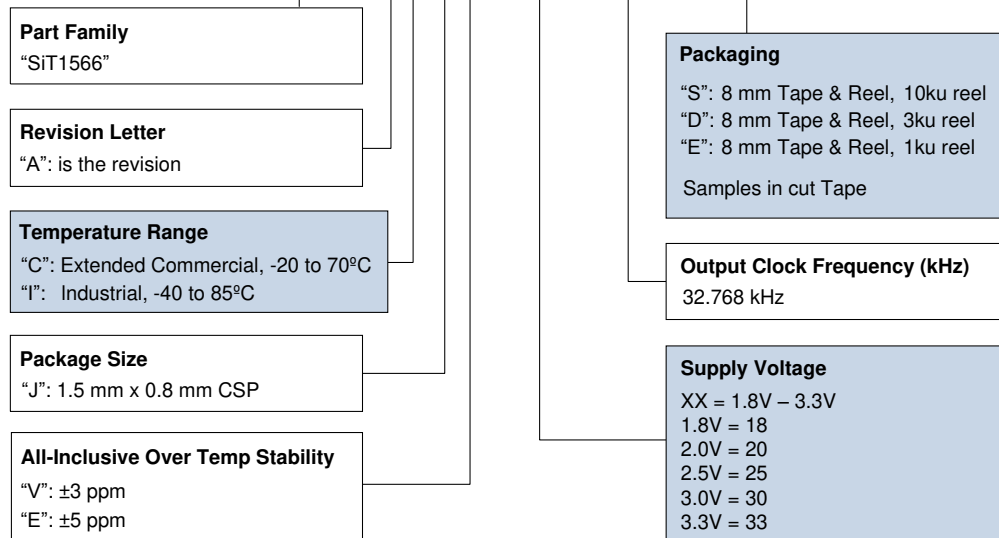 Part Family
“SiT1566”
Revision Letter
“A”: is the revision
Temperature Range
“C”: Extended Commercial, -20 to 70ºC
“I”: Industrial, -40 to 85ºC
Package Size
“J”: 1.5 mm x 0.8 mm CSP
All-Inclusive Over Temp Stability
“V”: ±3 ppm
“E”: ±5 ppm
Packaging
“S”: 8 mm Tape & Reel, 10ku reel
“D”: 8 mm Tape & Reel, 3ku reel
“E”: 8 mm Tape & Reel, 1ku reel
Samples in cut Tape
Output Clock Frequency (kHz)
32.768 kHz
Supply Voltage
XX = 1.8V – 3.3V
1.8V = 18
2.0V = 20
2.5V = 25
3.0V = 30
3.3V = 33